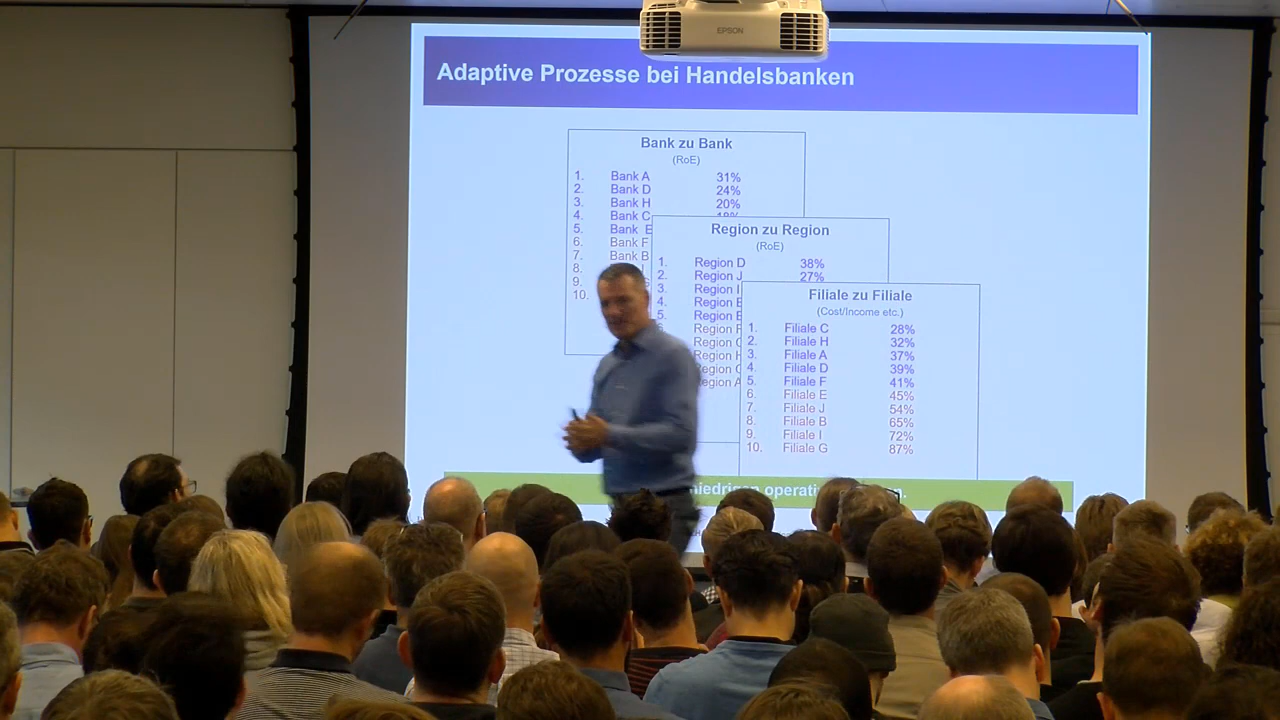 EPSON
Adaptive Prozesse bei Handelsbanken
Bank zu Bank
(RoE)
1. Bank A 31%
2. Bank D 24%
3. Bank H 20%
4. Bank C
5. Bank
6. Bank F
7. Bank B
8.
9.
10.
Region zu Region
(RoE)
1. Region D 38%
2. Region J 27%
3. Region
4. Region
5. Region
Region
Region
Region
Region
Filiale zu Filiale
(Cost/Income etc.)
1. Filiale C 28%
2. Filiale H 32%
3. Filiale A 37%
4. Filiale D 39%
5. Filiale F 41%
6. Filiale E 45%
7. Filiale J 54%
8. Filiale B 65%
9. Filiale I 72%
10. Filiale G 87%